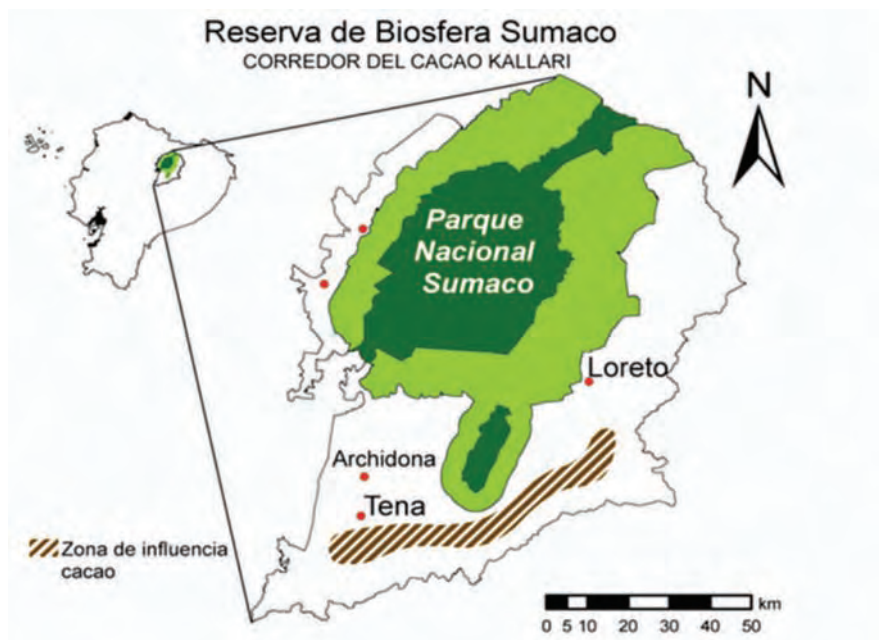 Reserva de Biosfera Sumaco
CORREDOR DEL CACAO KALLARI
N
Parque
Nacional
Sumaco
Loreto
Archidona
Tena
Zona de influencia
cacao
km
0 5 10 20 30 40 50